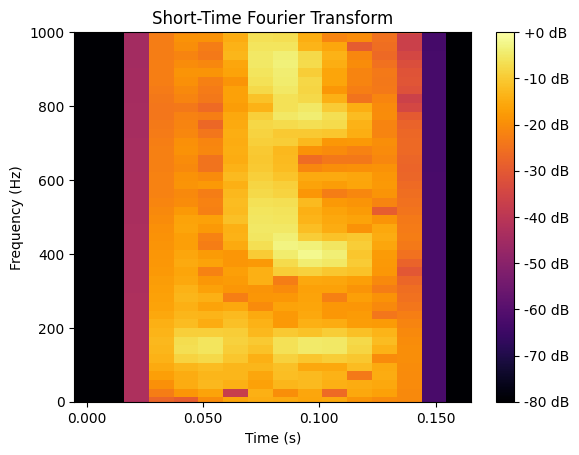 Short-Time Fourier Transform
1000
800
600
400
200
0
Frequency (Hz)
0.000
0.050
0.100
0.150
Time (s)
+0 dB
-10 dB
-20 dB
-30 dB
-40 dB
-50 dB
-60 dB
-70 dB
-80 dB